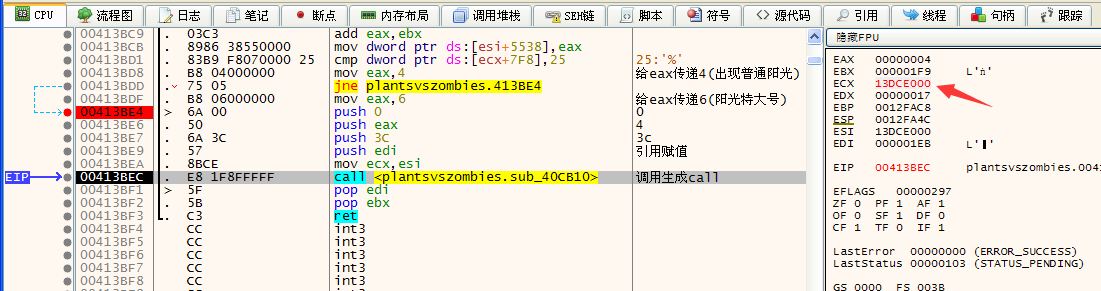 CPU 流程图 日志 笔记 断点 内存布局 调用堆栈 SEH链 脚本 符号 源代码 引用 线程 句柄 跟踪
00413BC9 . 03C3 add eax,ebx
00413BCB . 8986 38550000 mov dword ptr ds:[esi+5538],eax
00413BD1 . 83B9 F8070000 25 cmp dword ptr ds:[ecx+7F8],25 25:'%'
00413BD8 . B8 04000000 mov eax,4 给eax传递4(出现普通阳光)
00413BDD . 75 05 jne plantsvszombies.413BE4
00413BDF . B8 06000000 mov eax,6 给eax传递6(阳光特大号)
00413BE4 > 6A 00 push 0 0
00413BE6 . 50 push eax 4
00413BE7 . 6A 3C push 3C 3c
00413BE9 . 57 push edi 引用赋值
00413BEA . 8BCE mov ecx,esi
EIP 00413BEC . E8 1F8FFFFF call <plantsvszombies.sub_40CB10> 调用生成call
00413BF1 > 5F pop edi
00413BF2 . 5B pop ebx
00413BF3 . C3 ret
00413BF4 CC int3
00413BF5 CC int3
00413BF6 CC int3
00413BF7 CC int3
00413BF8 CC int3
隐藏FPU
EAX 00000004
EBX 000001F9
ECX 13DCE000
EDX 00000017
EBP 0012FAC8
ESP 0012FA4C
ESI 13DCE000
EDI 000001EB
EIP 00413BEC plantsvszombies.0041
EFLAGS 00000297
ZF 0 PF 1 AF 1
OF 0 SF 1 DF 0
CF 1 TF 0 IF 1
LastError 00000000 (ERROR_SUCCESS)
LastStatus 00000103 (STATUS_PENDING)
GS 0000 FS 003B